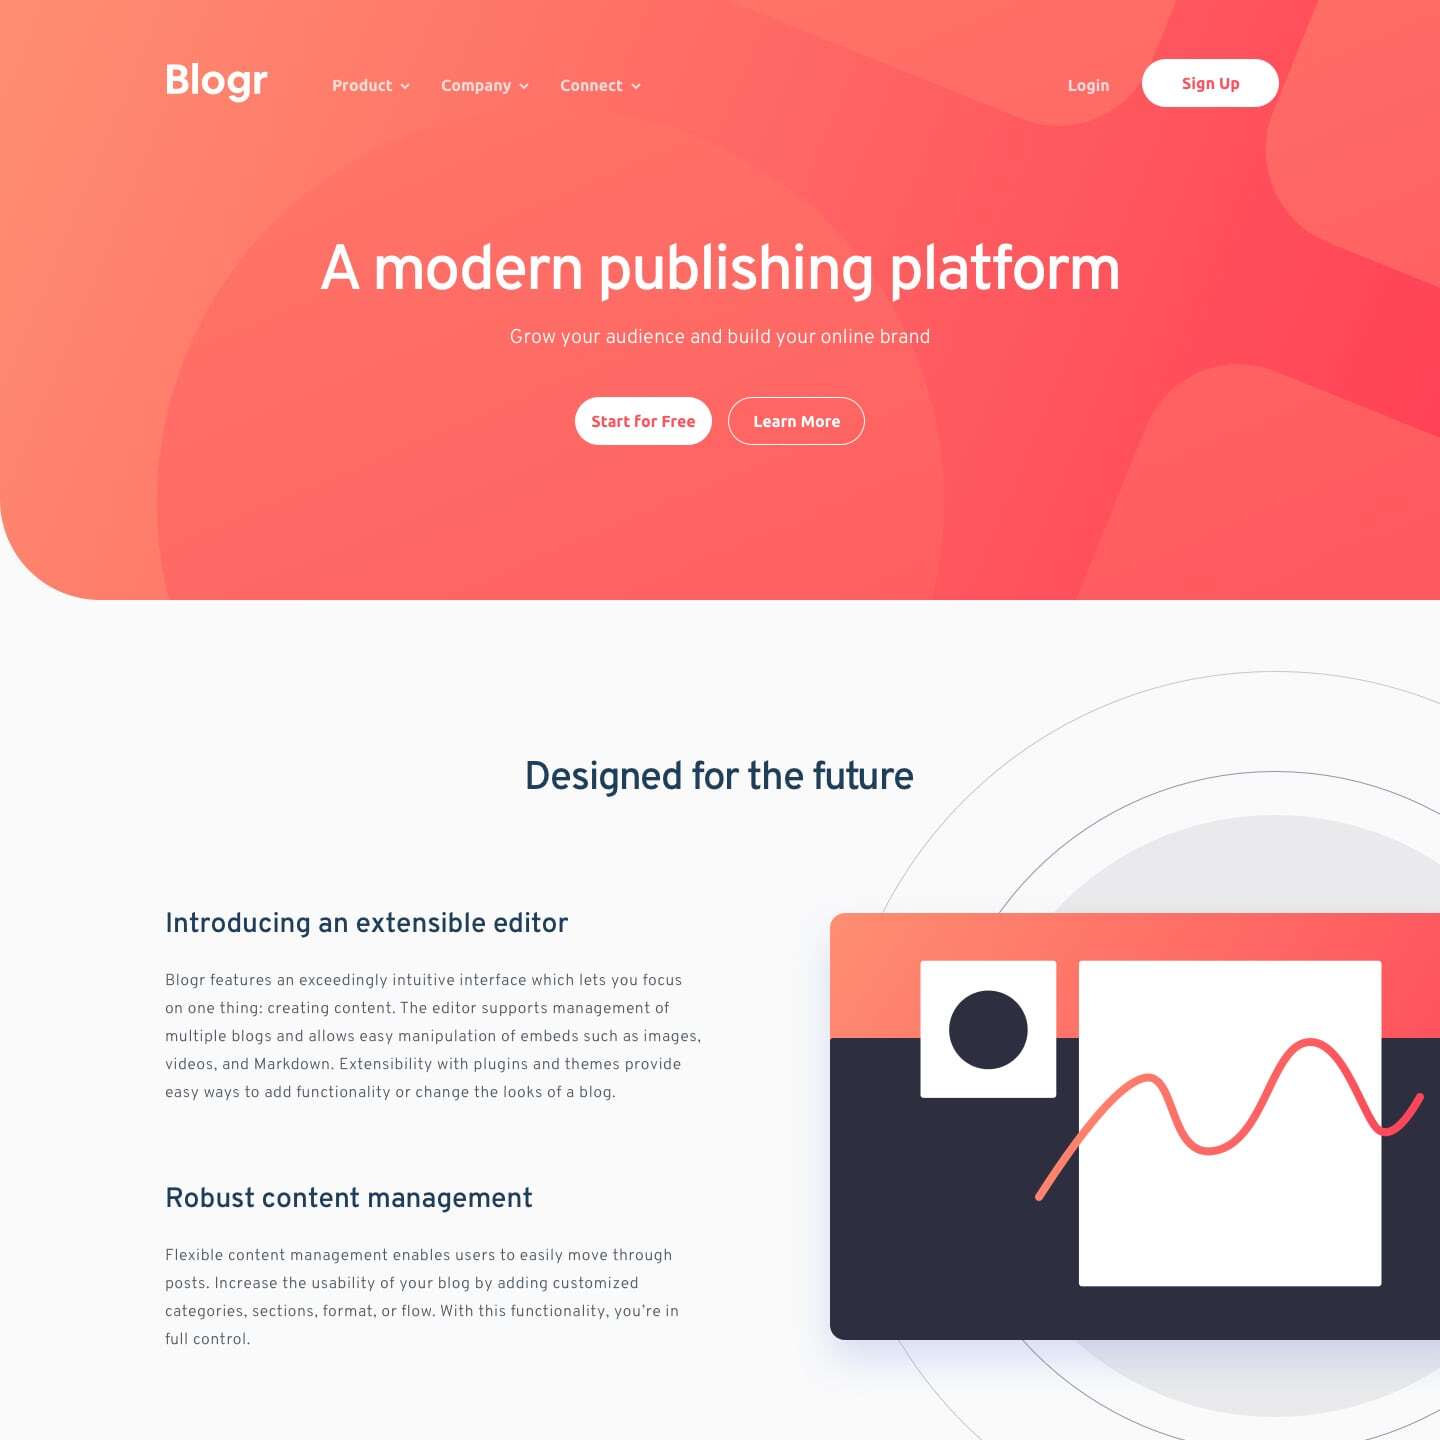 Blogr
Product
Company
Connect
Login
Sign Up
A modern publishing platform
Grow your audience and build your online brand
Start for Free
Learn More
Designed for the future
Introducing an extensible editor
Blogr features an exceedingly intuitive interface which lets you focus
on one thing: creating content. The editor supports management of
multiple blogs and allows easy manipulation of embeds such as images,
videos, and Markdown. Extensibility with plugins and themes provide
easy ways to add functionality or change the looks of a blog.
Robust content management
Flexible content management enables users to easily move through
posts. Increase the usability of your blog by adding customized
categories, sections, format, or flow. With this functionality, you’re in
full control.